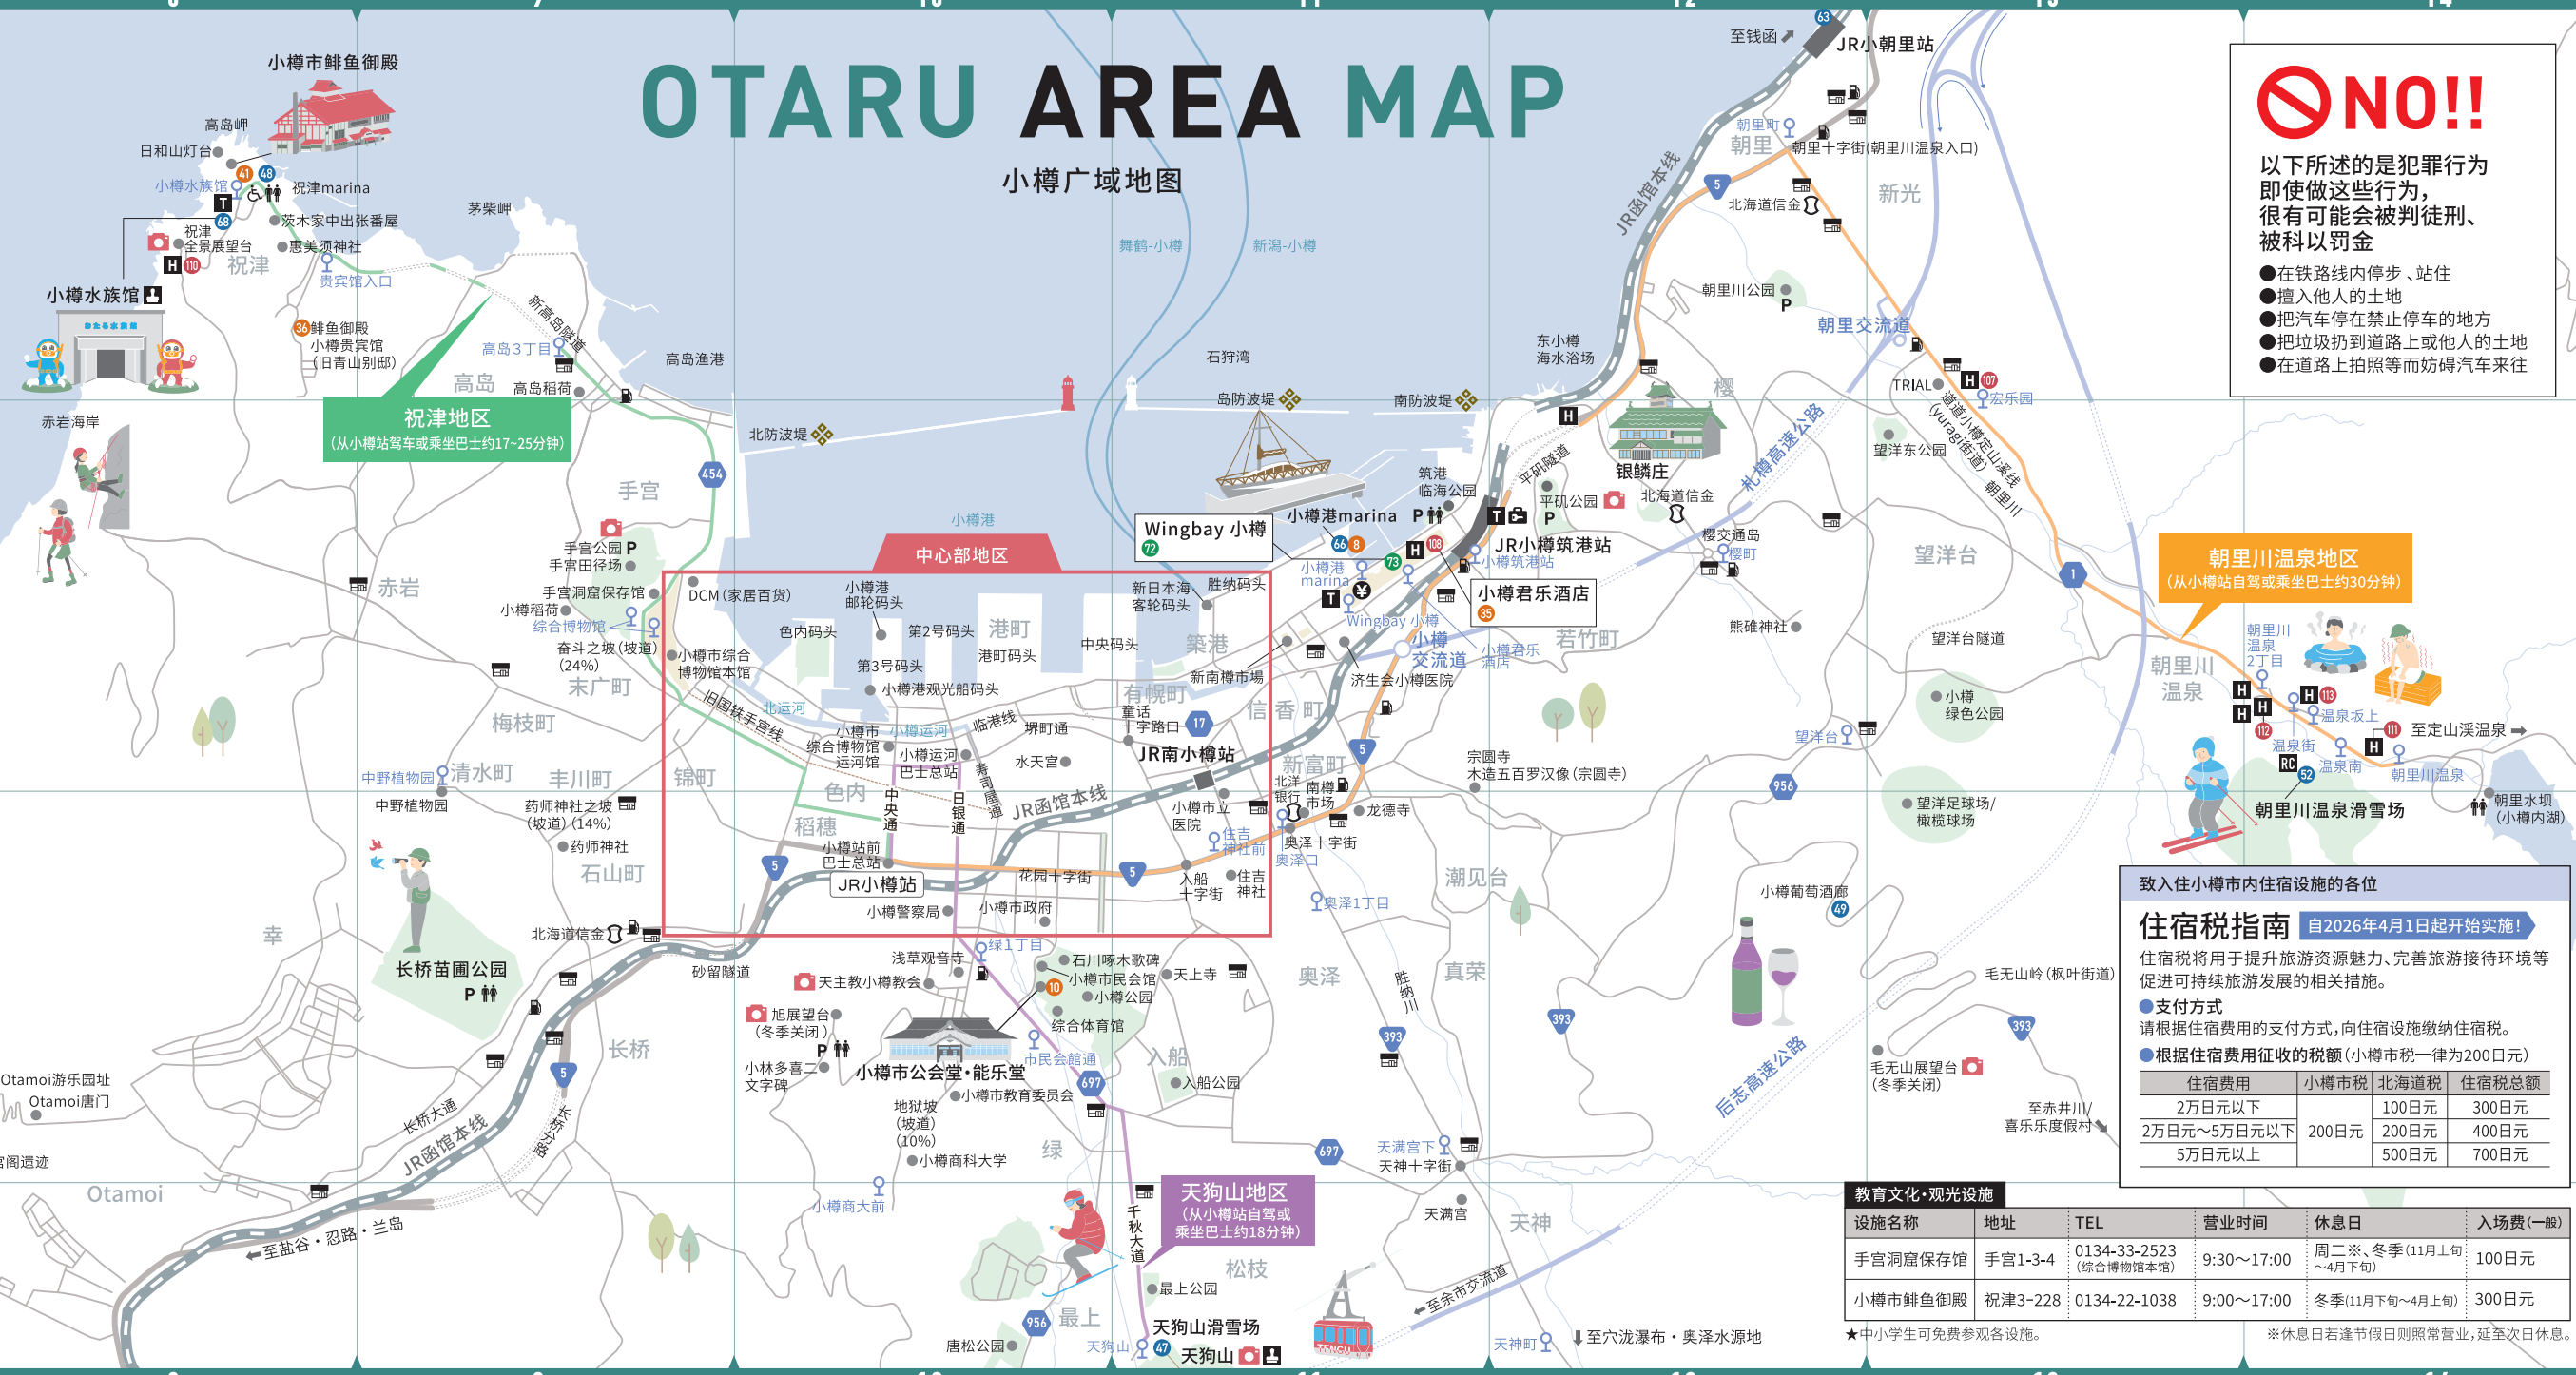 OTARU AREA MAP
小樽广域地图
NO!!
以下所述的是犯罪行为
即使做这些行为，
很有可能会被判徒刑、
被科以罚金
●在铁路线内停步、站住
●擅入他人的土地
●把汽车停在禁止停车的地方
●把垃圾扔到道路上或他人的土地
●在道路上拍照等而妨碍汽车来往
至钱函
63
JR小朝里站
朝里町
朝里
朝里十字街(朝里川温泉入口)
JR函馆本线
5
北海道信金
新光
朝里川公园
P
朝里交流道
TRIAL
H 107
宏乐园
道道小樽定山溪线
(yuragi街道)
朝里川
望洋东公园
札樽高速公路
小樽市鲱鱼御殿
高岛岬
日和山灯台
41 48
小樽水族馆
祝津marina
T
68
茨木家中出张番屋
祝津
全景展望台
惠美须神社
H 110
祝津
贵宾馆入口
茅柴岬
小樽水族馆
おたる水族館
36 鲱鱼御殿
小樽贵宾馆
(旧青山别邸)
新高岛隧道
高岛3丁目
高岛
高岛稻荷
高岛渔港
赤岩海岸
祝津地区
(从小樽站驾车或乘坐巴士约17~25分钟)
舞鹤-小樽
新潟-小樽
石狩湾
北防波堤
岛防波堤
南防波堤
东小樽
海水浴场
H
樱
银鳞庄
平矶隧道
平矶公园
P
北海道信金
筑港
临海公园
小樽港marina P
66 8
T
JR小樽筑港站
小樽筑港站
H 108
73
小樽港
marina
T
Wingbay 小樽
Wingbay 小樽
72
小樽君乐酒店
35
小樽君乐
酒店
小樽
交流道
若竹町
樱交通岛
樱町
熊碓神社
望洋台
望洋台隧道
1
朝里川温泉地区
(从小樽站自驾或乘坐巴士约30分钟)
朝里川
温泉
2丁目
朝里川
温泉
H
H 113
H H
温泉坂上
112
111 至定山溪温泉
温泉街
H
RC
52 温泉南
朝里川温泉
朝里川温泉滑雪场
朝里水坝
(小樽内湖)
454
手宫
小樽港
中心部地区
手宫公园 P
手宫田径场
手宫洞窟保存馆
小樽稻荷
综合博物馆
奋斗之坡(坡道)
(24%)
末广町
赤岩
DCM(家居百货)
小樽市综合
博物馆本馆
小樽港
邮轮码头
色内码头
第2号码头
第3号码头
小樽港观光船码头
港町
港町码头
中央码头
新日本海
客轮码头
胜纳码头
築港
新南樽市場
济生会小樽医院
有幌町
信香町
童话
十字路口
17
JR南小樽站
旧国铁手宫线
北运河
小樽市
综合博物馆
运河馆
小樽运河
临港线
堺町通
小樽运河
巴士总站
水天宫
寿司屋通
中央通
日银通
JR函馆本线
色内
稻穗
锦町
小樽市立
医院
新富町
北洋
银行
南樽
市场
5
龙德寺
宗圆寺
木造五百罗汉像(宗圆寺)
奥泽十字街
奥泽口
住吉
神社前
入船
十字街
住吉
神社
小樽站前
巴士总站
JR小樽站
5
5
花园十字街
小樽警察局
小樽市政府
梅枝町
清水町
中野植物园
中野植物园
丰川町
药师神社之坡
(坡道)(14%)
药师神社
石山町
幸
北海道信金
长桥苗圃公园
P
砂留隧道
长桥
5
长桥大通
JR函馆本线
长桥分路
Otamoi游乐园址
Otamoi唐门
官阁遗迹
Otamoi
至盐谷・忍路・兰岛
绿1丁目
浅草观音寺
天主教小樽教会
石川啄木歌碑
小樽市民会馆
10
小樽公园
天上寺
综合体育馆
旭展望台
(冬季关闭)
P
小林多喜二
文字碑
小樽市公会堂・能乐堂
市民会館通
697
小樽市教育委员会
入船
入船公园
地狱坡
(坡道)
(10%)
绿
小樽商科大学
小樽商大前
天狗山地区
(从小樽站自驾或
乘坐巴士约18分钟)
千秋大道
松枝
最上公园
最上
956
唐松公园
天狗山滑雪场
天狗山
47
天狗山
TENGU
奥泽1丁目
奥泽
胜纳川
393
真荣
潮见台
393
697
天满宫下
天神十字街
天满宫
天神
至余市交流道
天神町
至穴泷瀑布・奥泽水源地
后志高速公路
望洋台
956
小樽
绿色公园
望洋足球场/
橄榄球场
小樽葡萄酒廊
49
毛无山岭(枫叶街道)
393
毛无山展望台
(冬季关闭)
至赤井川/
喜乐乐度假村
致入住小樽市内住宿设施的各位
住宿税指南 自2026年4月1日起开始实施!
住宿税将用于提升旅游资源魅力、完善旅游接待环境等
促进可持续旅游发展的相关措施。
●支付方式
请根据住宿费用的支付方式,向住宿设施缴纳住宿税。
●根据住宿费用征收的税额(小樽市税一律为200日元)
住宿费用 小樽市税 北海道税 住宿税总额
2万日元以下 200日元 100日元 300日元
2万日元～5万日元以下 200日元 400日元
5万日元以上 500日元 700日元
教育文化・观光设施
设施名称 地址 TEL 营业时间 休息日 入场费(一般)
手宫洞窟保存馆 手宫1-3-4 0134-33-2523 (综合博物馆本馆) 9:30～17:00 周二※、冬季(11月上旬～4月下旬) 100日元
小樽市鲱鱼御殿 祝津3-228 0134-22-1038 9:00～17:00 冬季(11月下旬～4月上旬) 300日元
★中小学生可免费参观各设施。
※休息日若逢节假日则照常营业,延至次日休息。